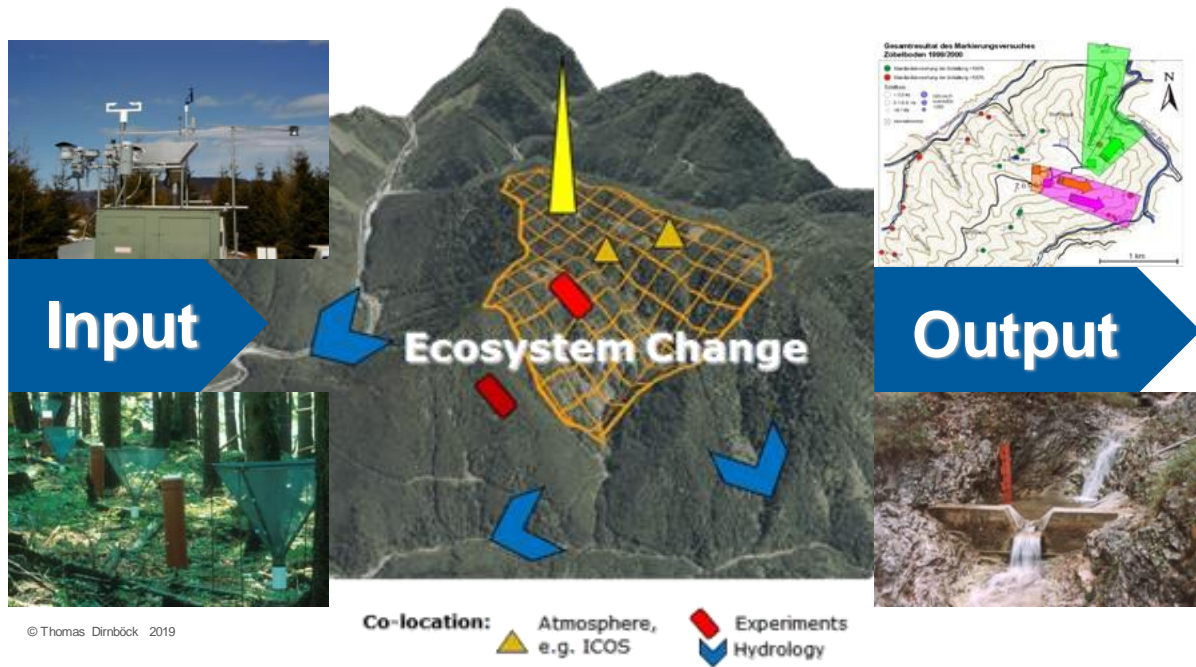 Gesamtresultat des Markierungsversuches
Zöbelboden 1999/2000
N
1 km
Input
Ecosystem Change
Output
Co-location:
Atmosphere,
e.g. ICOS
Experiments
Hydrology
© Thomas Dirnböck 2019